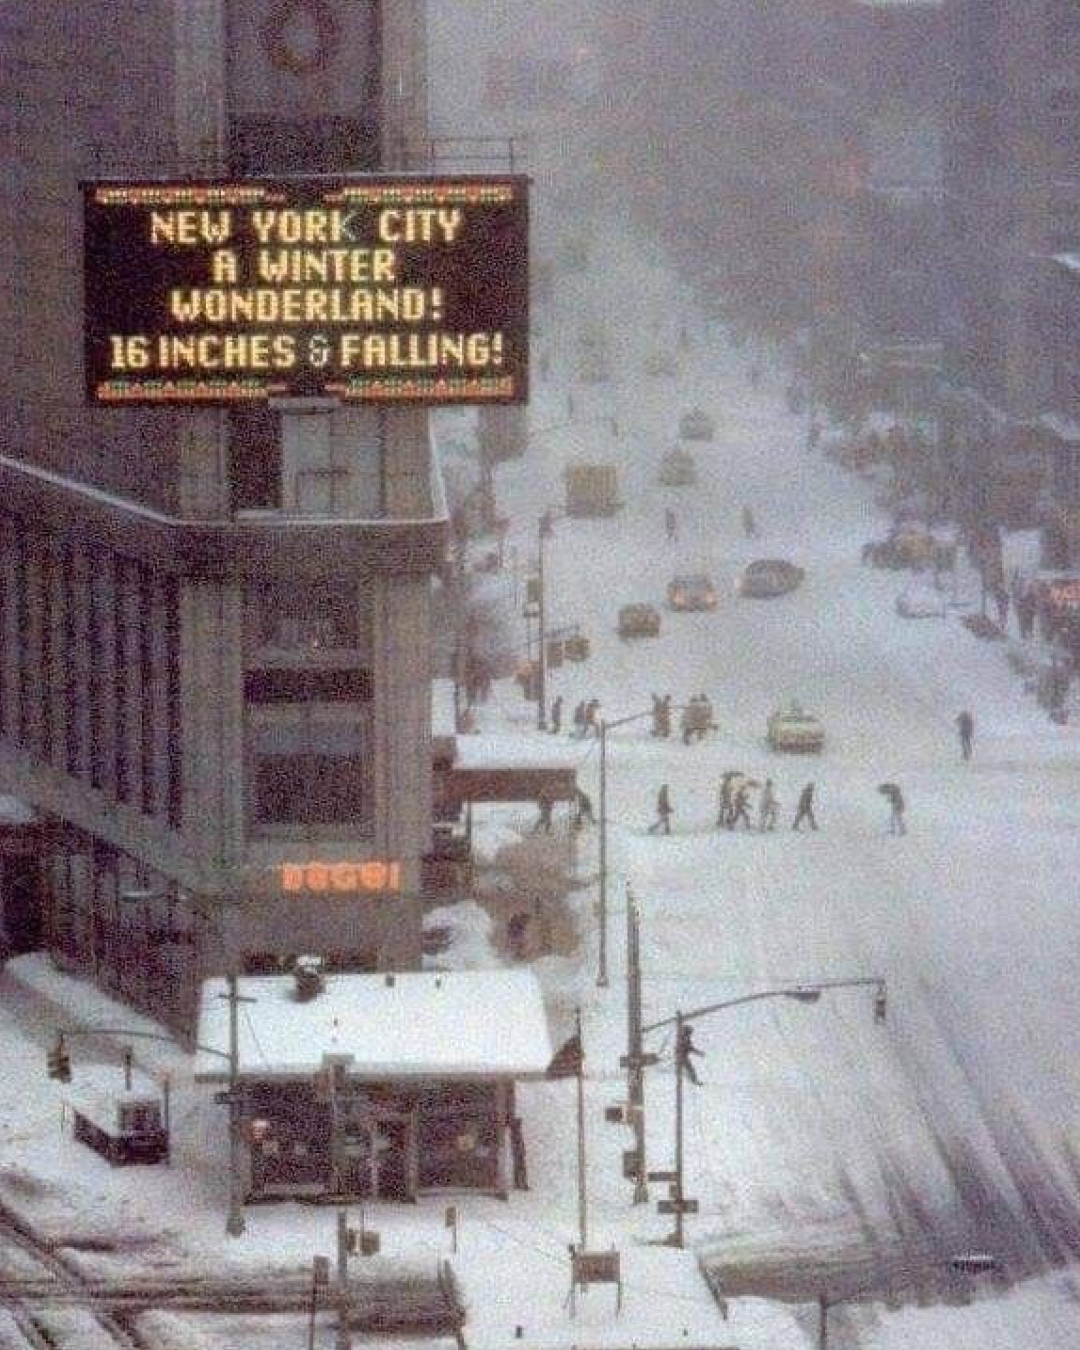 NEW YORK CITY
A WINTER
WONDERLAND!
16 INCHES & FALLING!